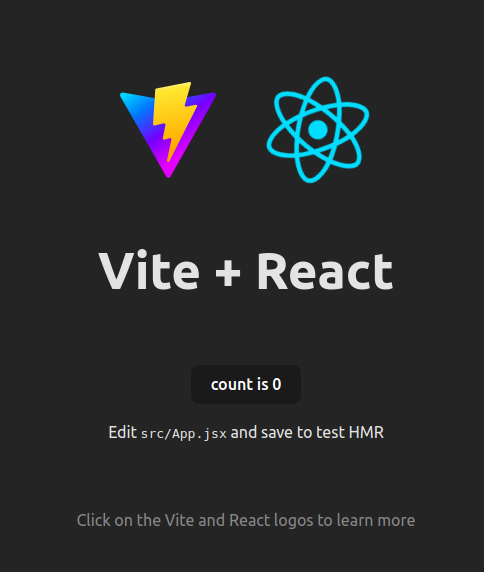 Vite + React
count is 0
Edit src/App.jsx and save to test HMR
Click on the Vite and React logos to learn more